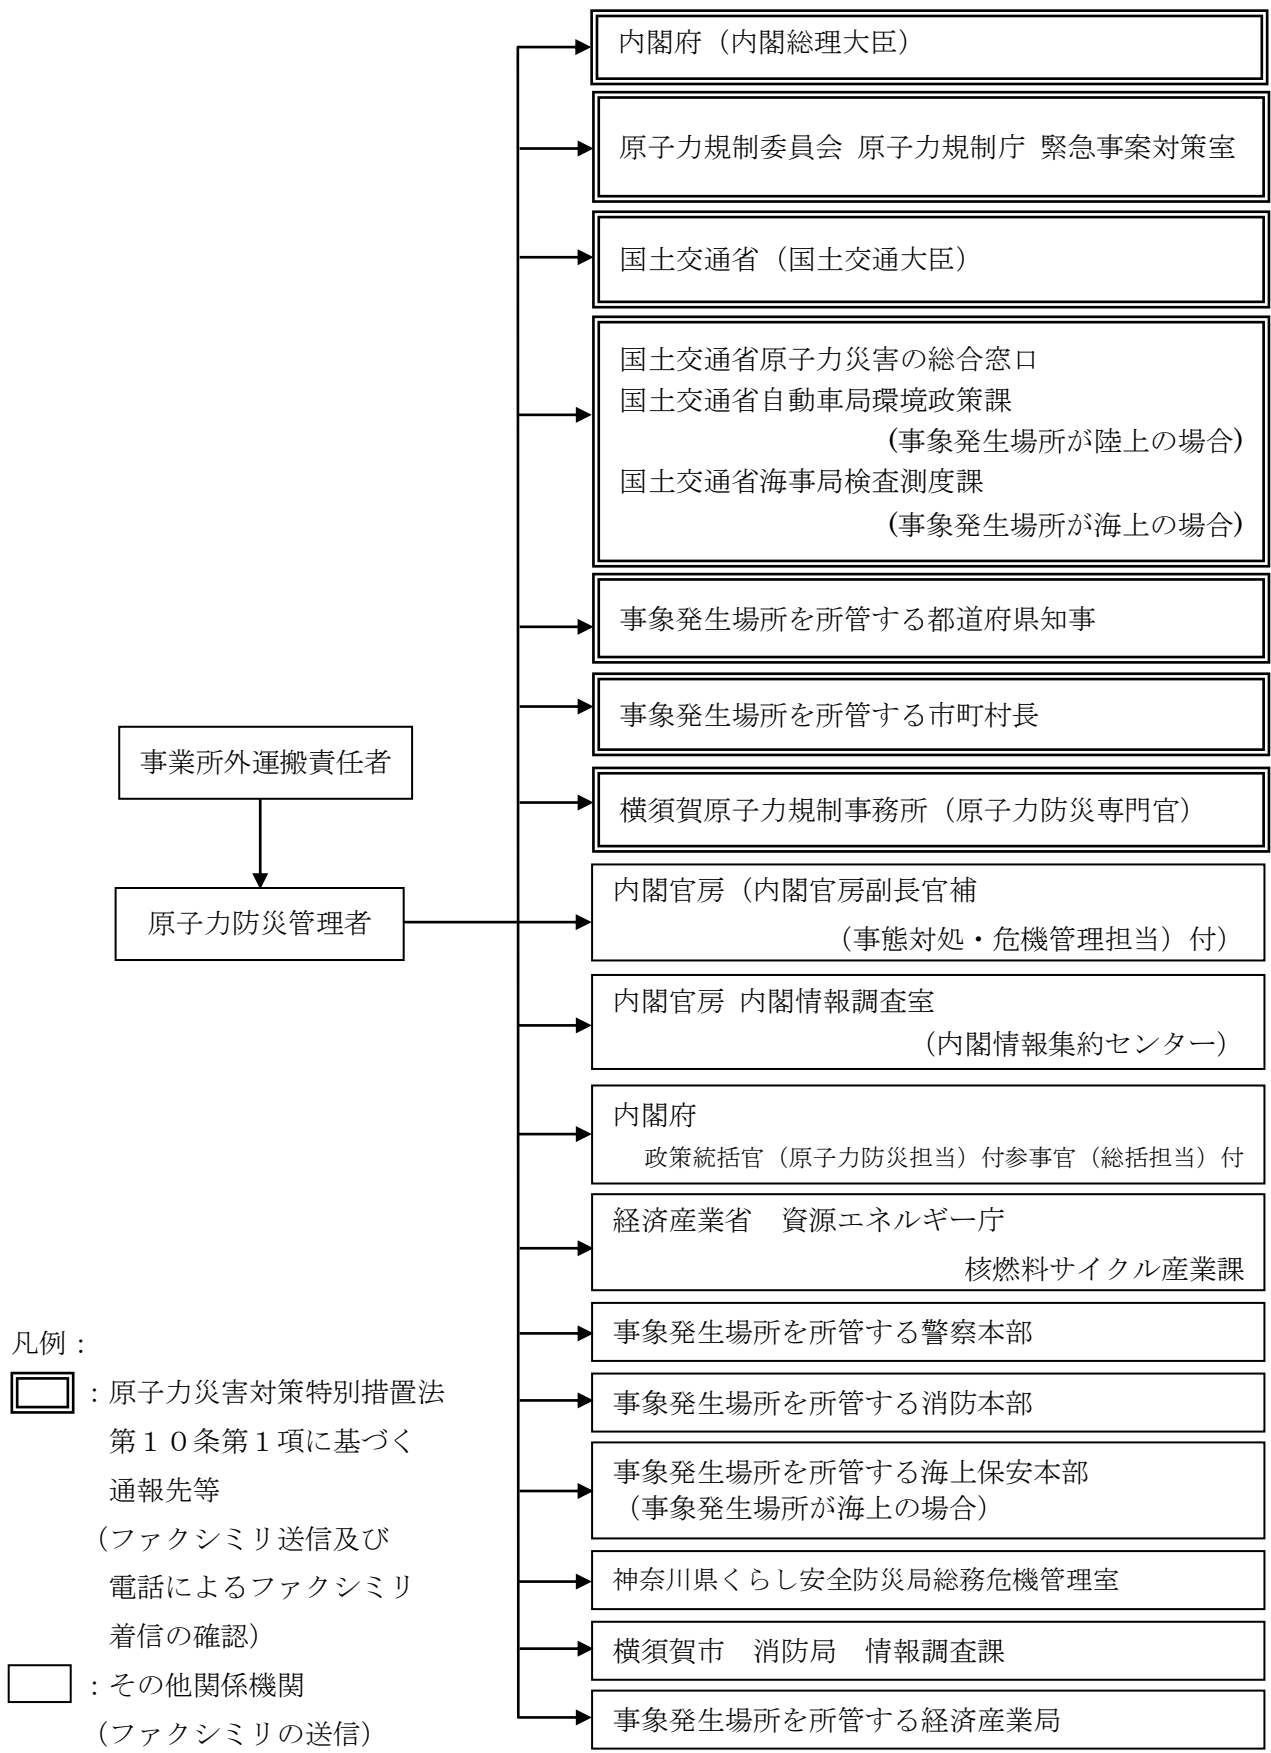 内閣府（内閣総理大臣）
原子力規制委員会 原子力規制庁 緊急事案対策室
国土交通省（国土交通大臣）
国土交通省原子力災害の総合窓口
国土交通省自動車局環境政策課
(事象発生場所が陸上の場合)
国土交通省海事局検査測度課
(事象発生場所が海上の場合)
事象発生場所を所管する都道府県知事
事象発生場所を所管する市町村長
事業所外運搬責任者
横須賀原子力規制事務所（原子力防災専門官）
原子力防災管理者
内閣官房（内閣官房副長官補
（事態対処・危機管理担当）付）
内閣官房 内閣情報調査室
（内閣情報集約センター）
内閣府
政策統括官（原子力防災担当）付参事官（総括担当）付
経済産業省　資源エネルギー庁
核燃料サイクル産業課
事象発生場所を所管する警察本部
事象発生場所を所管する消防本部
事象発生場所を所管する海上保安本部
（事象発生場所が海上の場合）
神奈川県くらし安全防災局総務危機管理室
横須賀市　消防局　情報調査課
事象発生場所を所管する経済産業局
凡例：
：原子力災害対策特別措置法
第１０条第１項に基づく
通報先等
（ファクシミリ送信及び
電話によるファクシミリ
着信の確認）
：その他関係機関
（ファクシミリの送信）